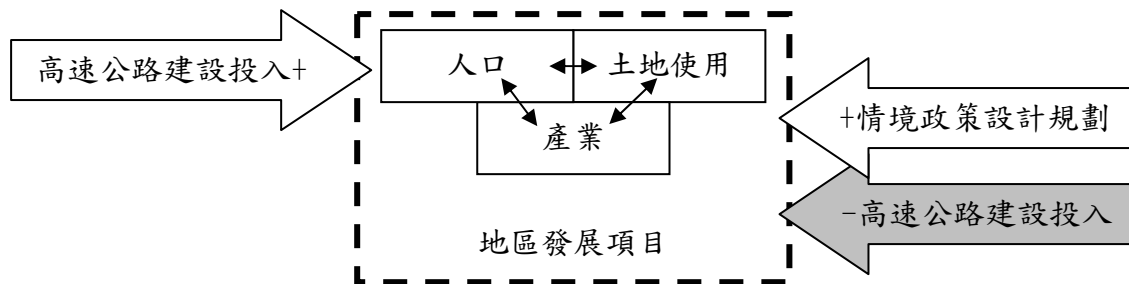 高速公路建設投入+
人口
土地使用
產業
地區發展項目
+情境政策設計規劃
-高速公路建設投入